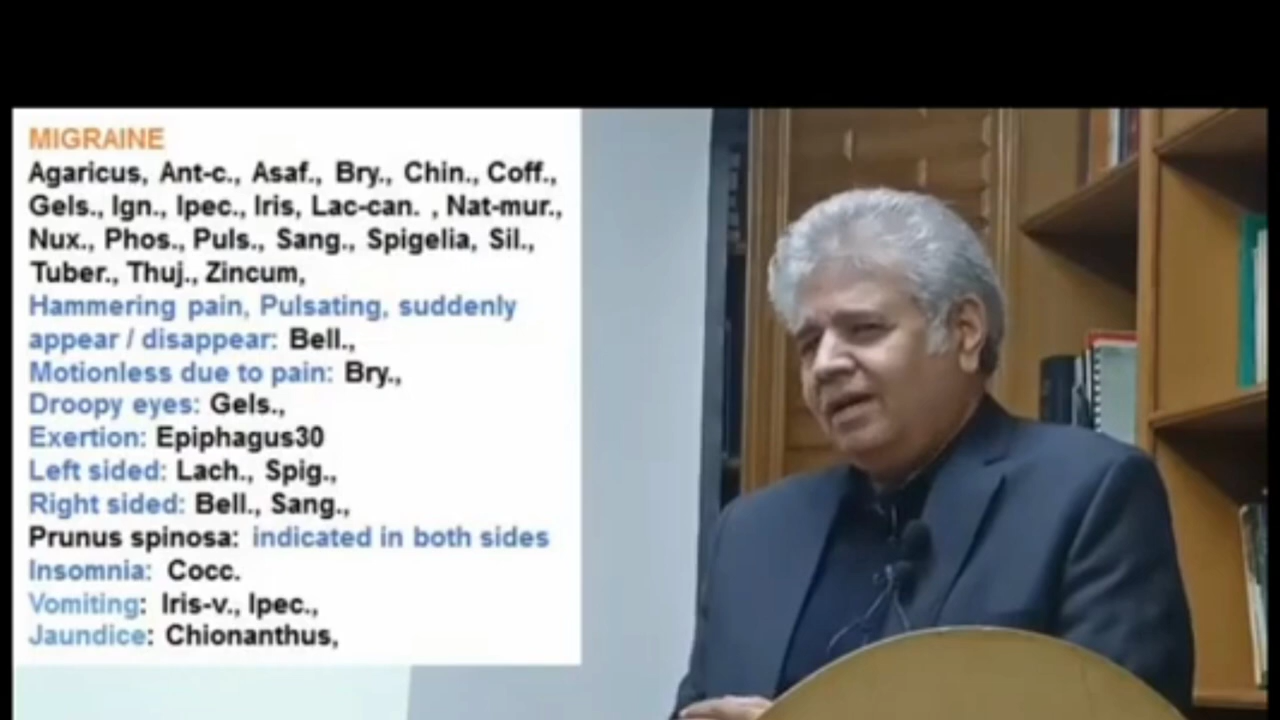 MIGRAINE
Agaricus, Ant-c., Asaf., Bry., Chin., Coff.,
Gels., Ign., Ipec., Iris, Lac-can. , Nat-mur.,
Nux., Phos., Puls., Sang., Spigelia, Sil.,
Tuber., Thuj., Zincum,
Hammering pain, Pulsating, suddenly
appear / disappear: Bell.,
Motionless due to pain: Bry.,
Droopy eyes: Gels.,
Exertion: Epiphagus30
Left sided: Lach., Spig.,
Right sided: Bell., Sang.,
Prunus spinosa: indicated in both sides
Insomnia: Cocc.
Vomiting: Iris-v., Ipec.,
Jaundice: Chionanthus,